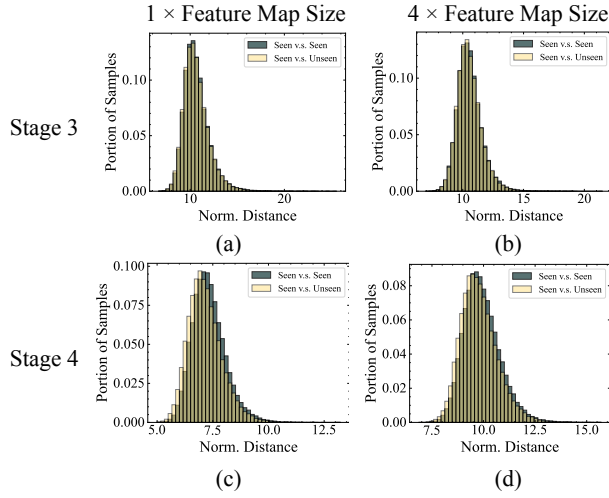 1 × Feature Map Size
4 × Feature Map Size
Stage 3
Portion of Samples
0.10
0.05
0.00
Seen v.s. Seen
Seen v.s. Unseen
10
20
Norm. Distance
(a)
Portion of Samples
0.10
0.05
0.00
Seen v.s. Seen
Seen v.s. Unseen
10
15
20
Norm. Distance
(b)
Stage 4
Portion of Samples
0.100
0.075
0.050
0.025
0.000
Seen v.s. Seen
Seen v.s. Unseen
5.0
7.5
10.0
12.5
Norm. Distance
(c)
Portion of Samples
0.08
0.06
0.04
0.02
0.00
Seen v.s. Seen
Seen v.s. Unseen
7.5
10.0
12.5
15.0
Norm. Distance
(d)